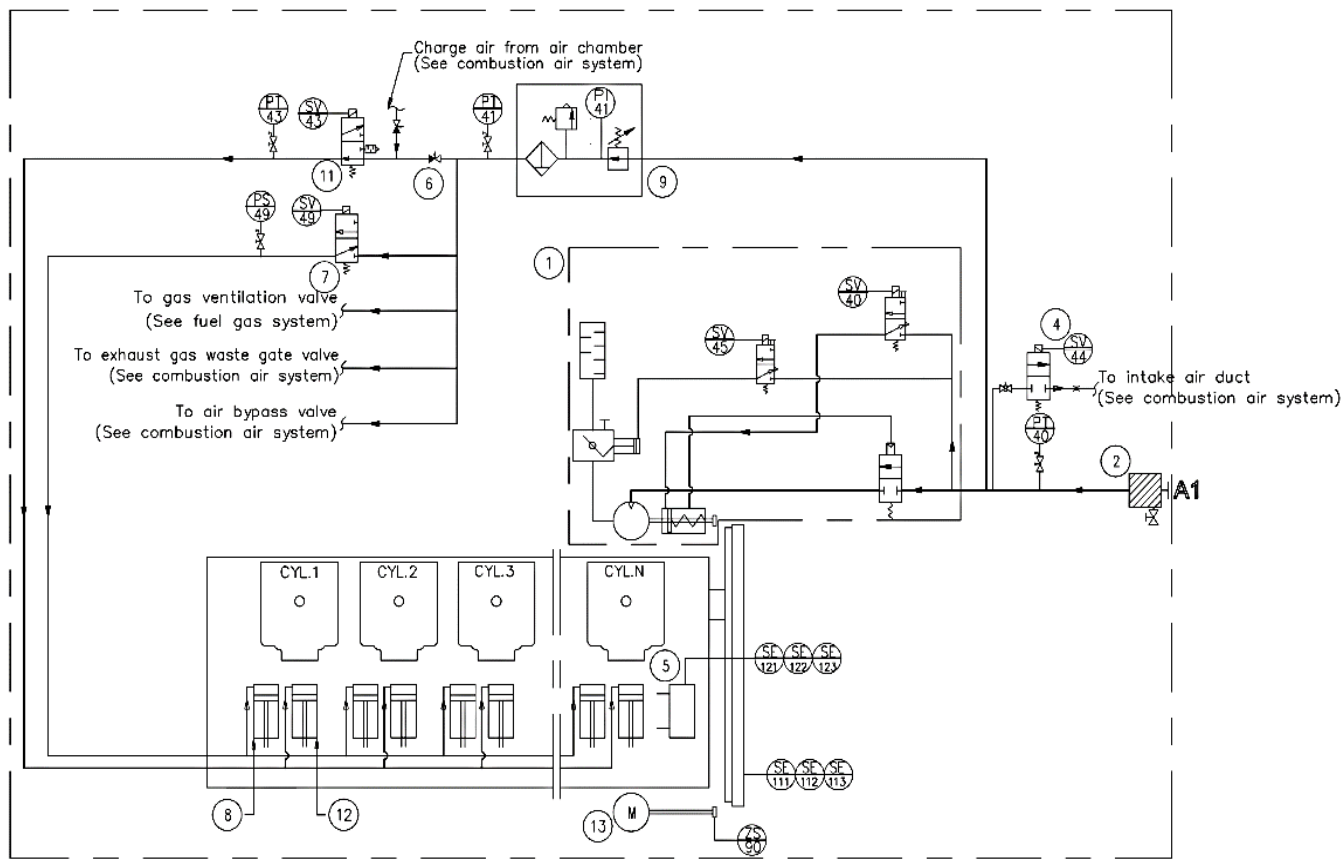 Charge air from air chamber
(See combustion air system)
PT
43
SV
43
PT
41
PI
41
11
6
9
PS
49
SV
49
7
1
To gas ventilation valve
(See fuel gas system)
To exhaust gas waste gate valve
(See combustion air system)
To air bypass valve
(See combustion air system)
SV
40
SV
45
4
SV
44
To intake air duct
(See combustion air system)
PT
40
2
A1
CYL.1
CYL.2
CYL.3
CYL.N
5
SE
121
SE
122
SE
123
SE
111
SE
112
SE
113
8
12
13
M
ZS
90